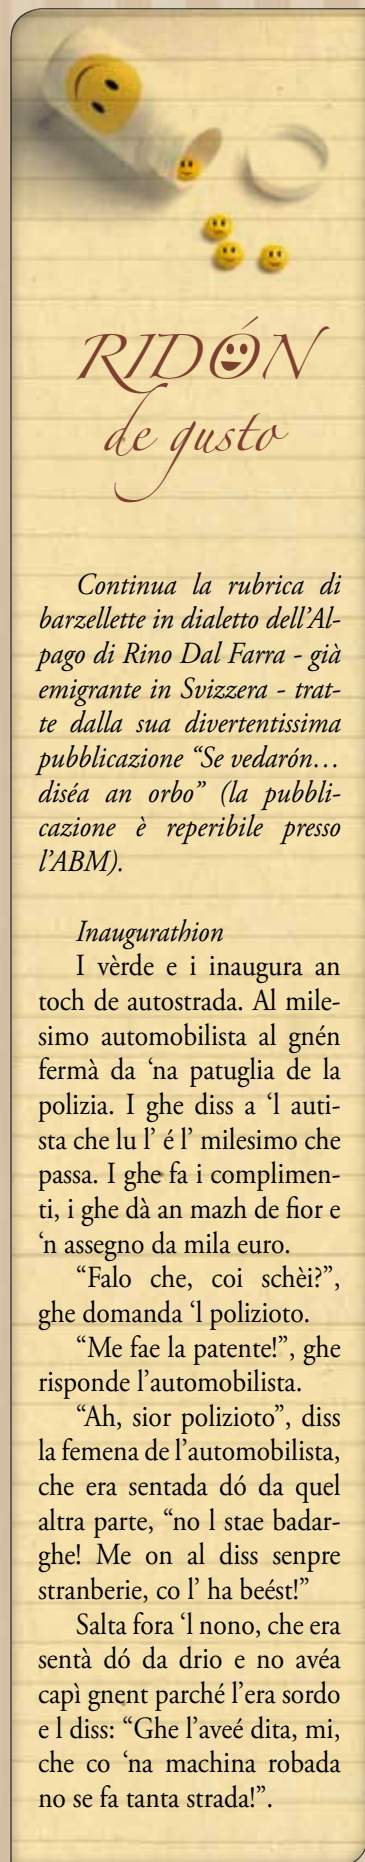 RIDÓN
de gusto
Continua la rubrica di
barzellette in dialetto dell'Al-
pago di Rino Dal Farra - già
emigrante in Svizzera - trat-
te dalla sua divertentissima
pubblicazione “Se vedarón…
diséa an orbo” (la pubbli-
cazione è reperibile presso
l'ABM).
Inaugurathion
I vèrde e i inaugura an
toch de autostrada. Al mile-
simo automobilista al gnén
fermà da ‘na patuglia de la
polizia. I ghe diss a ‘l auti-
sta che lu l’ é l’ milesimo che
passa. I ghe fa i complimen-
ti, i ghe dà an mazh de fior e
‘n assegno da mila euro.
“Falo che, coi schèi?”,
ghe domanda ‘l polizioto.
“Me fae la patente!”, ghe
risponde l’automobilista.
“Ah, sior polizioto”, diss
la femena de l’automobilista,
che era sentada dó da quel
altra parte, “no l stae badar-
ghe! Me on al diss senpre
stranberie, co l’ ha beést!”
Salta fora ‘l nono, che era
sentà dó da drio e no avéa
capì gnent parché l’era sordo
e l diss: “Ghe l’aveé dita, mi,
che co ‘na machina robada
no se fa tanta strada!”.